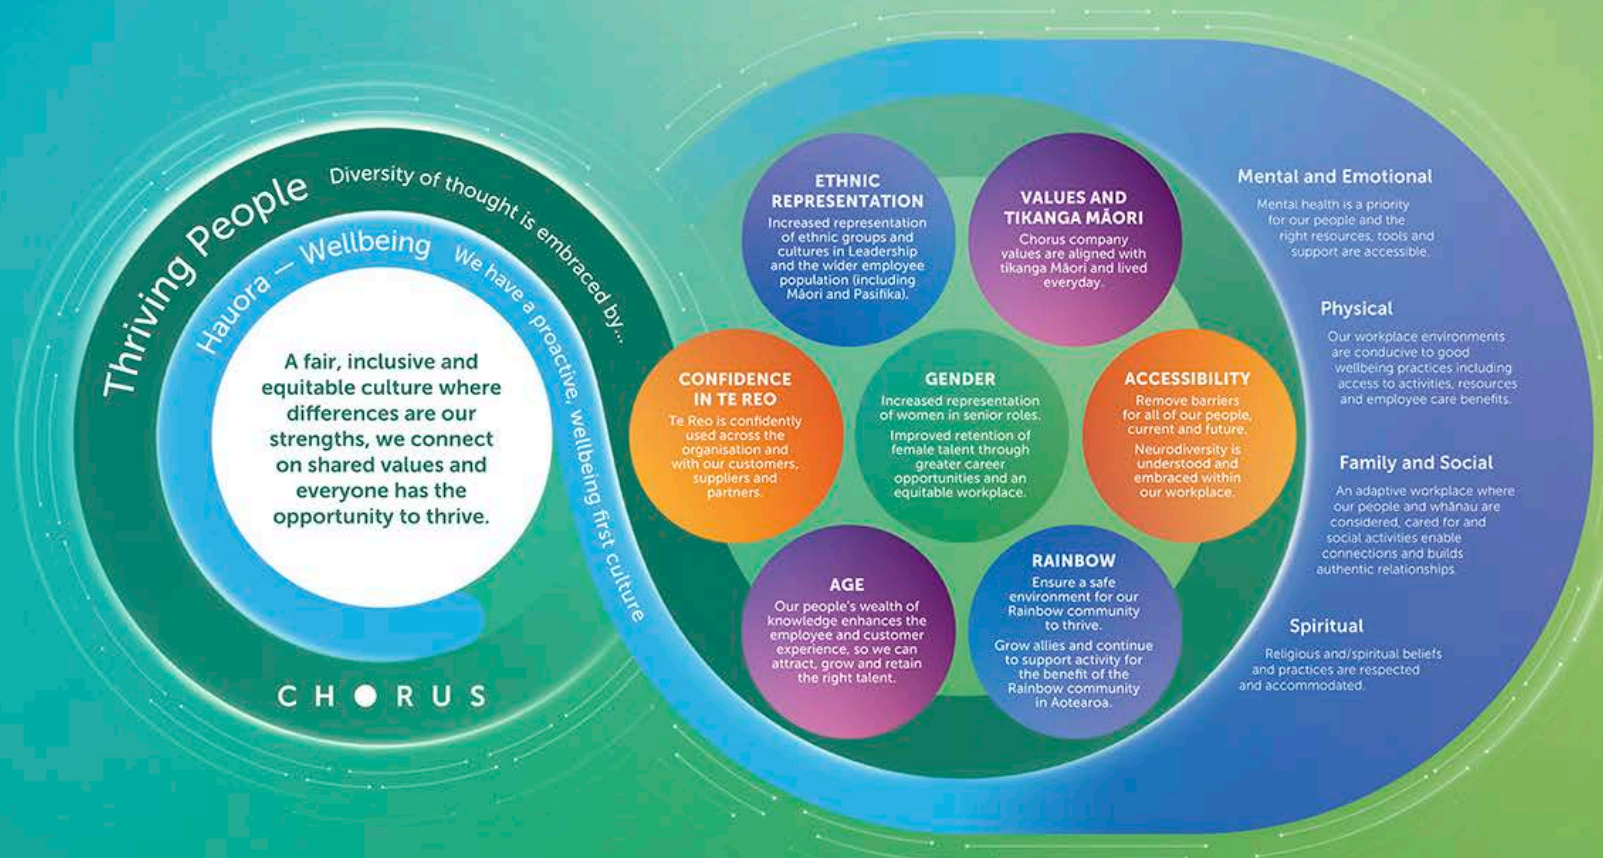 Thriving People
Diversity of thought is embraced by...
Hauora – Wellbeing
We have a proactive, wellbeing first culture
A fair, inclusive and
equitable culture where
differences are our
strengths, we connect
on shared values and
everyone has the
opportunity to thrive.
CHORUS
ETHNIC
REPRESENTATION
Increased representation
of ethnic groups and
cultures in Leadership
and the wider employee
population (including
Māori and Pasifika).
VALUES AND
TIKANGA MĀORI
Chorus company
values are aligned with
tikanga Māori and lived
everyday.
CONFIDENCE
IN TE REO
Te Reo is confidently
used across the
organisation and
with our customers,
suppliers and
partners.
GENDER
Increased representation
of women in senior roles.
Improved retention of
female talent through
greater career
opportunities and an
equitable workplace.
ACCESSIBILITY
Remove barriers
for all of our people,
current and future.
Neurodiversity is
understood and
embraced within
our workplace.
AGE
Our people's wealth of
knowledge enhances the
employee and customer
experience, so we can
attract, grow and retain
the right talent.
RAINBOW
Ensure a safe
environment for our
Rainbow community
to thrive.
Grow allies and continue
to support activity for
the benefit of the
Rainbow community
in Aotearoa.
Mental and Emotional
Mental health is a priority
for our people and the
right resources, tools and
support are accessible.
Physical
Our workplace environments
are conducive to good
wellbeing practices including
access to activities, resources
and employee care benefits.
Family and Social
An adaptive workplace where
our people and whānau are
considered, cared for and
social activities enable
connections and builds
authentic relationships.
Spiritual
Religious and/spiritual beliefs
and practices are respected
and accommodated.